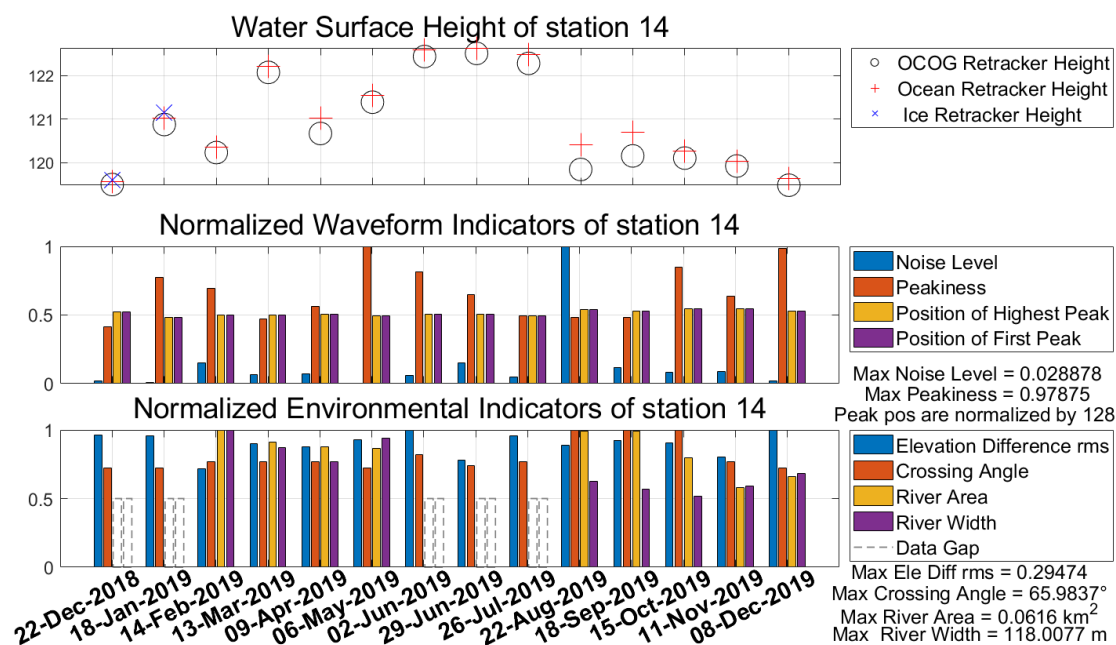 Water Surface Height of station 14
122
121
120
OCOG Retracker Height
Ocean Retracker Height
Ice Retracker Height
Normalized Waveform Indicators of station 14
1
0.5
0
Noise Level
Peakiness
Position of Highest Peak
Position of First Peak
Max Noise Level = 0.028878
Max Peakiness = 0.97875
Peak pos are normalized by 128
Normalized Environmental Indicators of station 14
1
0.5
0
Elevation Difference rms
Crossing Angle
River Area
River Width
Data Gap
Max Ele Diff rms = 0.29474
Max Crossing Angle = 65.9837°
Max River Area = 0.0616 km²
Max  River Width = 118.0077 m
22-Dec-2018
18-Jan-2019
14-Feb-2019
13-Mar-2019
09-Apr-2019
06-May-2019
02-Jun-2019
29-Jun-2019
26-Jul-2019
22-Aug-2019
18-Sep-2019
15-Oct-2019
11-Nov-2019
08-Dec-2019